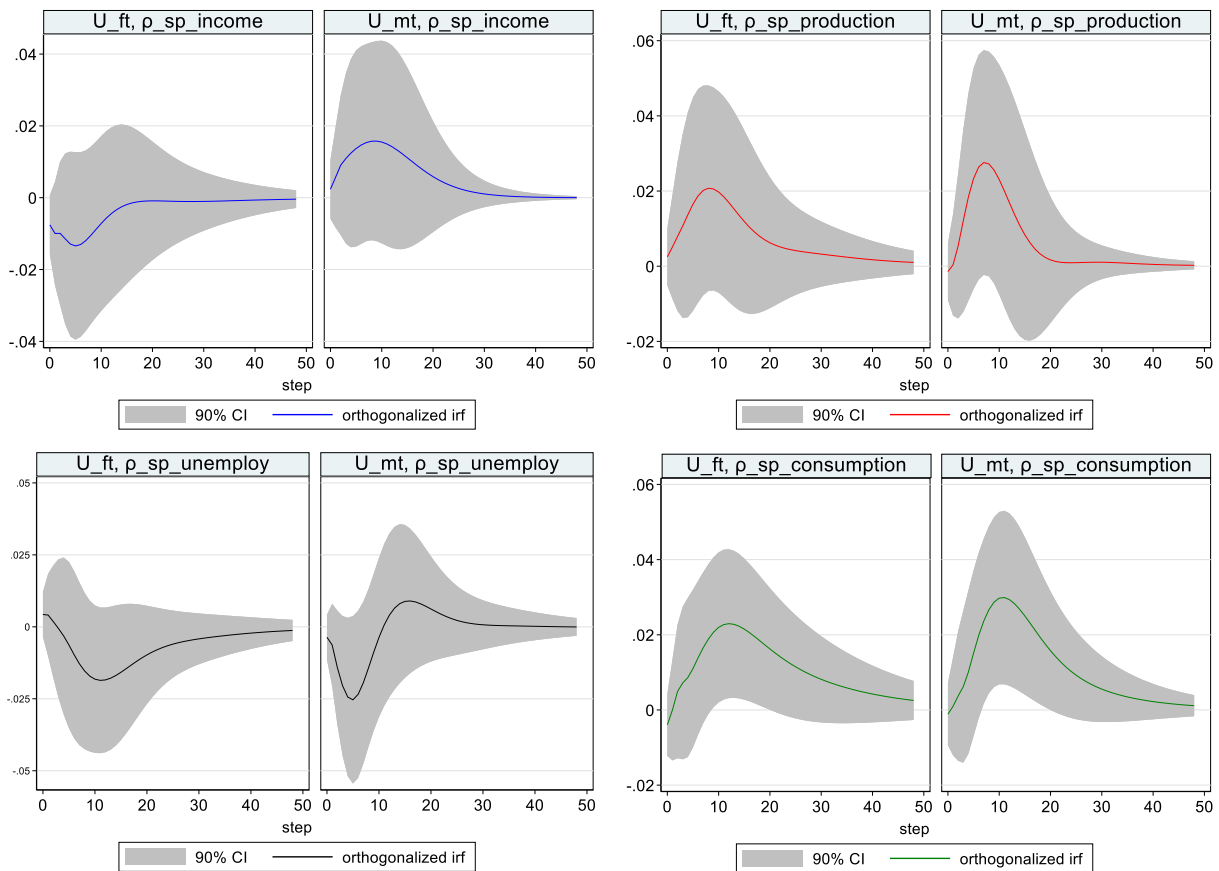 U_ft, ρ_sp_income
U_mt, ρ_sp_income
.04
.02
0
-.02
-.04
0 10 20 30 40 50 0 10 20 30 40 50
step
90% CI orthogonalized irf
U_ft, ρ_sp_production
U_mt, ρ_sp_production
.06
.04
.02
0
-.02
0 10 20 30 40 50 0 10 20 30 40 50
step
90% CI orthogonalized irf
U_ft, ρ_sp_unemploy
U_mt, ρ_sp_unemploy
.05
.025
0
-.025
-.05
0 10 20 30 40 50 0 10 20 30 40 50
step
90% CI orthogonalized irf
U_ft, ρ_sp_consumption
U_mt, ρ_sp_consumption
.06
.04
.02
0
-.02
0 10 20 30 40 50 0 10 20 30 40 50
step
90% CI orthogonalized irf